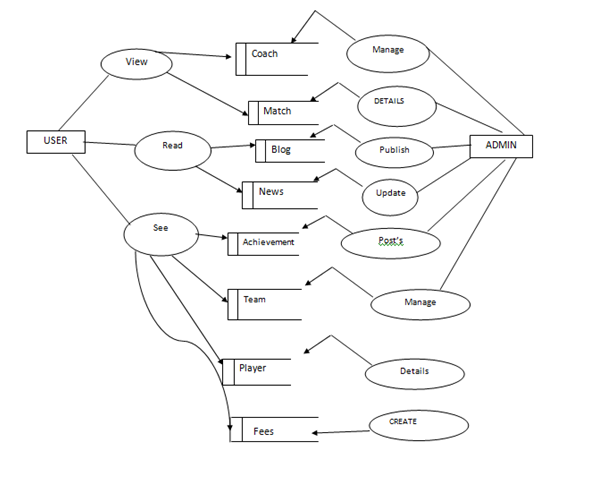 Coach
Manage
View
DETAILS
Match
USER
Read
Blog
Publish
ADMIN
News
Update
See
Achievement
Post's
Team
Manage
Player
Details
Fees
CREATE